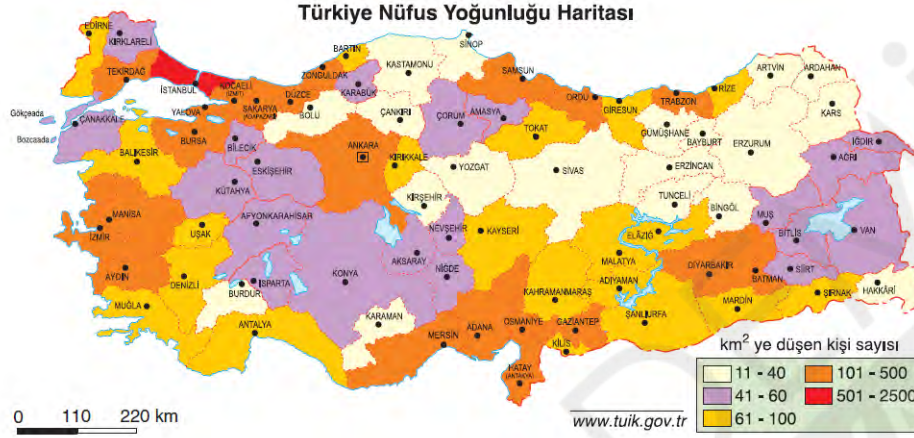 Türkiye Nüfus Yoğunluğu Haritası
EDİRNE
KIRKLARELİ
TEKİRDAĞ
İSTANBUL
KOCAELİ
(İZMİT)
YALOVA
SAKARYA
(ADAPAZARI)
DÜZCE
BOLU
ZONGULDAK
BARTIN
KARABÜK
KASTAMONU
SİNOP
ÇANKIRI
SAMSUN
ORDU
GİRESUN
TRABZON
RİZE
ARTVİN
ARDAHAN
KARS
Gökçeada
Bozcaada
ÇANAKKALE
BALIKESİR
BURSA
BİLECİK
ESKİŞEHİR
KÜTAHYA
ANKARA
KIRIKKALE
ÇORUM
AMASYA
TOKAT
YOZGAT
SİVAS
GÜMÜŞHANE
BAYBURT
ERZİNCAN
ERZURUM
IĞDIR
AĞRI
MANİSA
İZMİR
UŞAK
AFYONKARAHİSAR
KIRŞEHİR
NEVŞEHİR
KAYSERİ
TUNCELİ
BİNGÖL
ELAZIĞ
MUŞ
BİTLİS
VAN
AYDIN
DENİZLİ
MUĞLA
BURDUR
ISPARTA
ANTALYA
KONYA
AKSARAY
NİĞDE
KARAMAN
MERSİN
ADANA
OSMANİYE
KAHRAMANMARAŞ
MALATYA
ADIYAMAN
GAZİANTEP
KİLİS
HATAY
(ANTAKYA)
ŞANLIURFA
DİYARBAKIR
BATMAN
MARDİN
SİİRT
ŞIRNAK
HAKKÂRİ
km² ye düşen kişi sayısı
11 - 40
101 - 500
41 - 60
501 - 2500
61 - 100
0 110 220 km
www.tuik.gov.tr